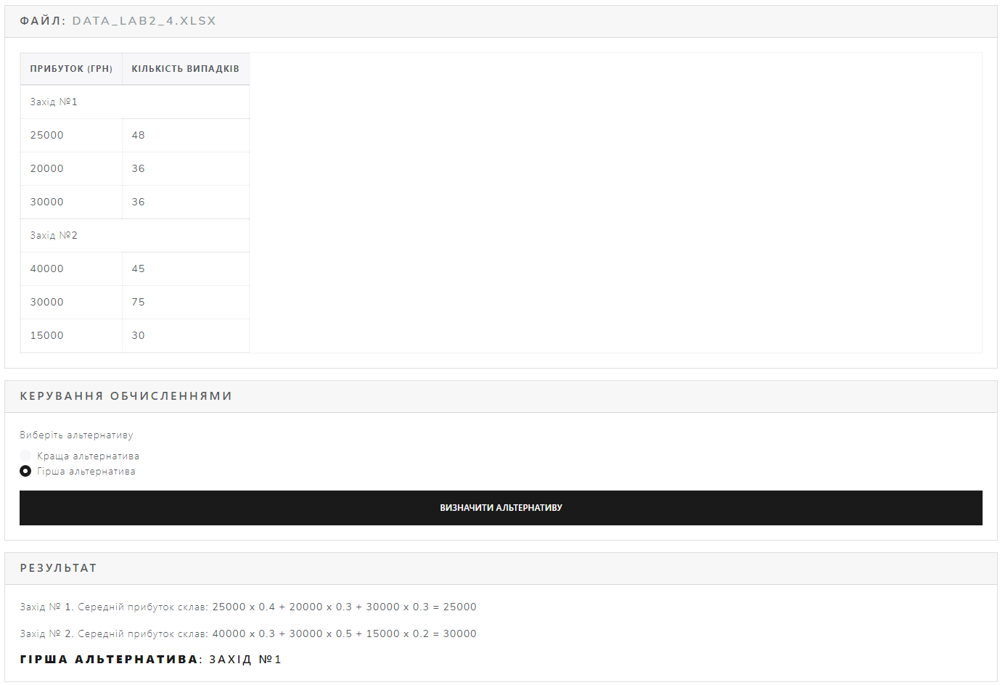 ФАЙЛ: DATA_LAB2_4.XLSX
ПРИБУТОК (ГРН) КІЛЬКІСТЬ ВИПАДКІВ
Захід №1
25000 48
20000 36
30000 36
Захід №2
40000 45
30000 75
15000 30
КЕРУВАННЯ ОБЧИСЛЕННЯМИ
Виберіть альтернативу
Краща альтернатива
Гірша альтернатива
ВИЗНАЧИТИ АЛЬТЕРНАТИВУ
РЕЗУЛЬТАТ
Захід № 1. Середній прибуток склав: 25000 x 0.4 + 20000 x 0.3 + 30000 x 0.3 = 25000
Захід № 2. Середній прибуток склав: 40000 x 0.3 + 30000 x 0.5 + 15000 x 0.2 = 30000
ГІРША АЛЬТЕРНАТИВА: ЗАХІД №1